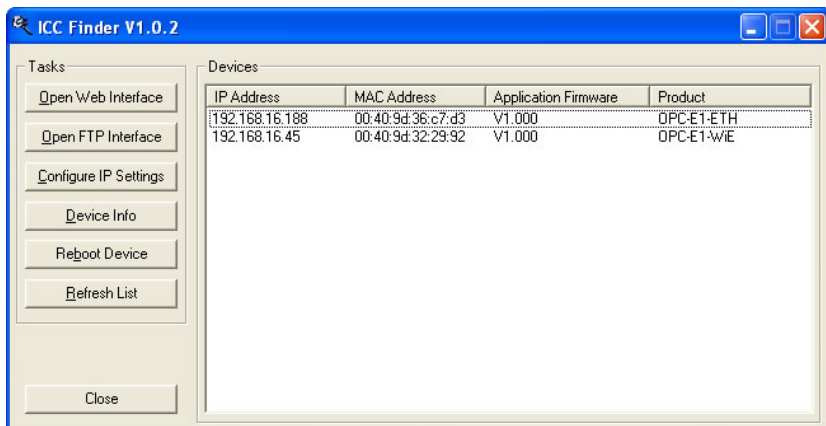 ICC Finder V1.0.2
Tasks
Open Web Interface
Open FTP Interface
Configure IP Settings
Device Info
Reboot Device
Refresh List
Close
Devices
IP Address MAC Address Application Firmware Product
192.168.16.188 00:40:9d:36:c7:d3 V1.000 OPC-E1-ETH
192.168.16.45 00:40:9d:32:29:92 V1.000 OPC-E1-WiE